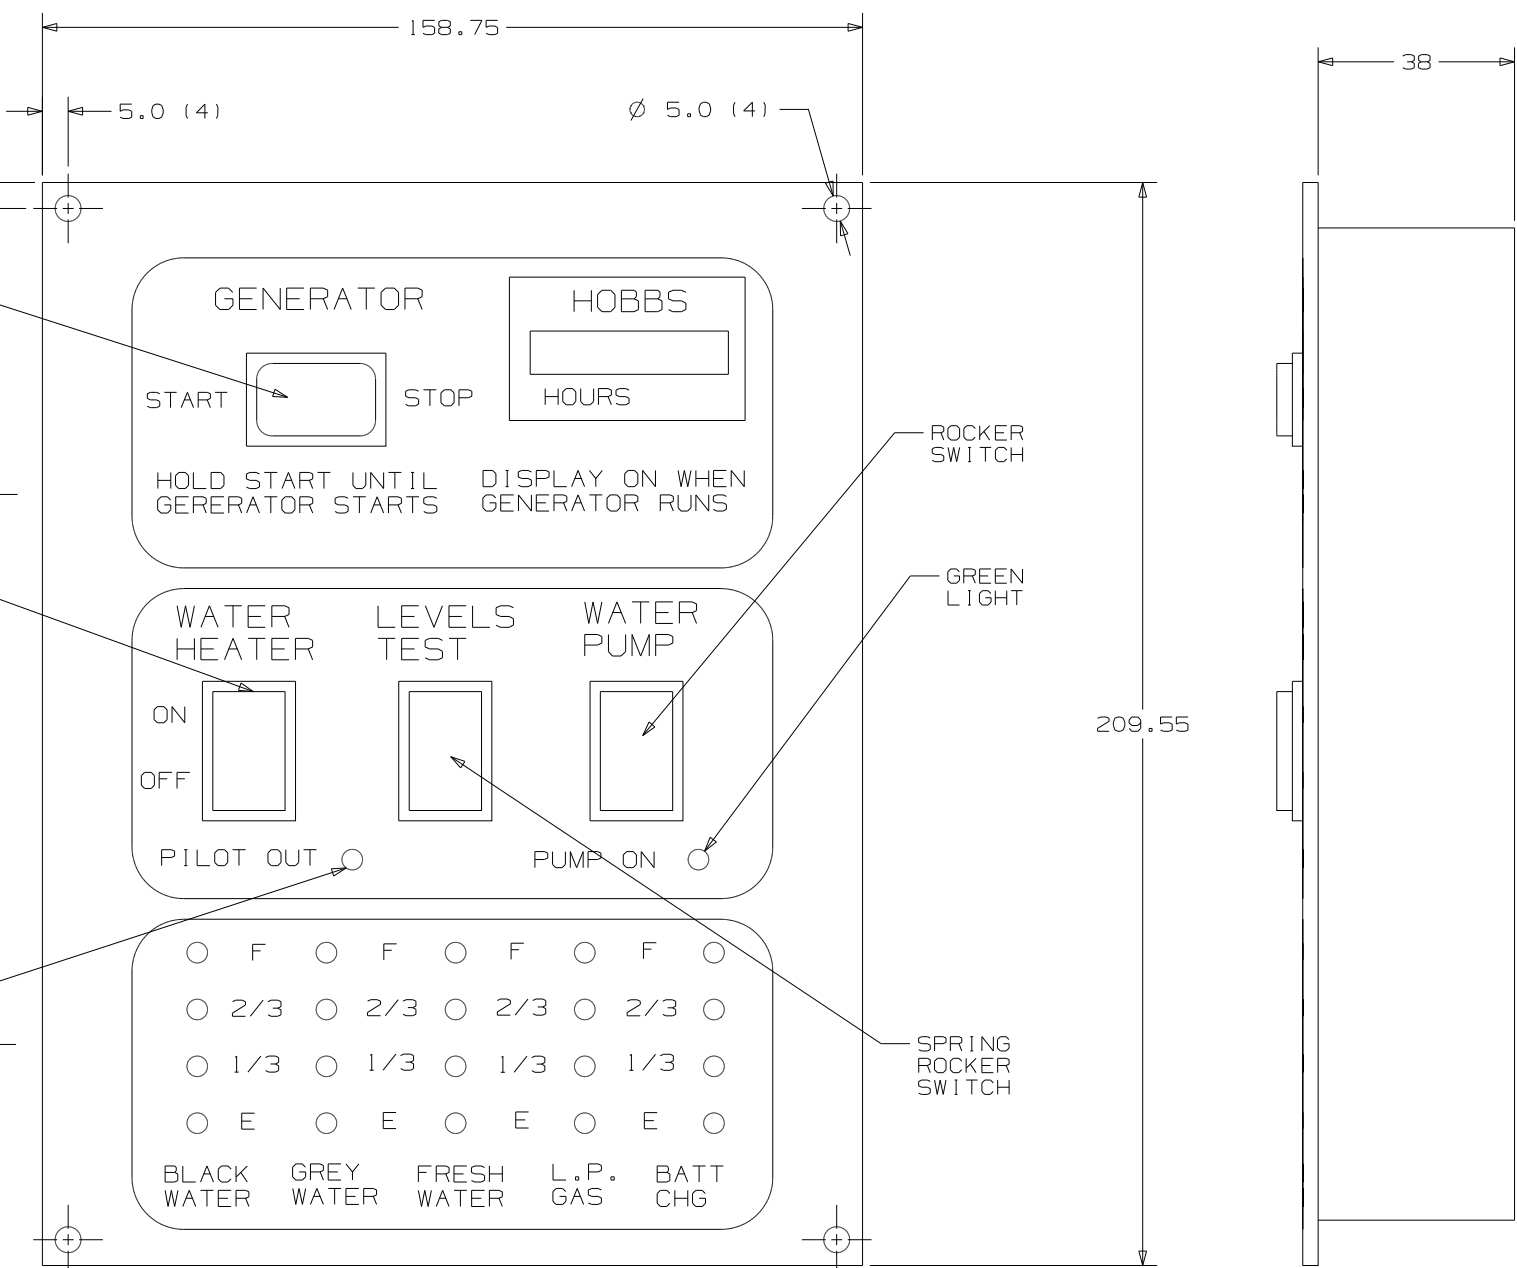 158.75
38
5.0 (4)
Ø 5.0 (4)
GENERATOR
HOBBS
START
STOP
HOURS
HOLD START UNTIL
GERERATOR STARTS
DISPLAY ON WHEN
GENERATOR RUNS
ROCKER
SWITCH
GREEN
LIGHT
WATER
HEATER
LEVELS
TEST
WATER
PUMP
ON
OFF
209.55
PILOT OUT
PUMP ON
F F F F
2/3 2/3 2/3 2/3
1/3 1/3 1/3 1/3
E E E E
SPRING
ROCKER
SWITCH
BLACK
WATER
GREY
WATER
FRESH
WATER
L.P.
GAS
BATT
CHG